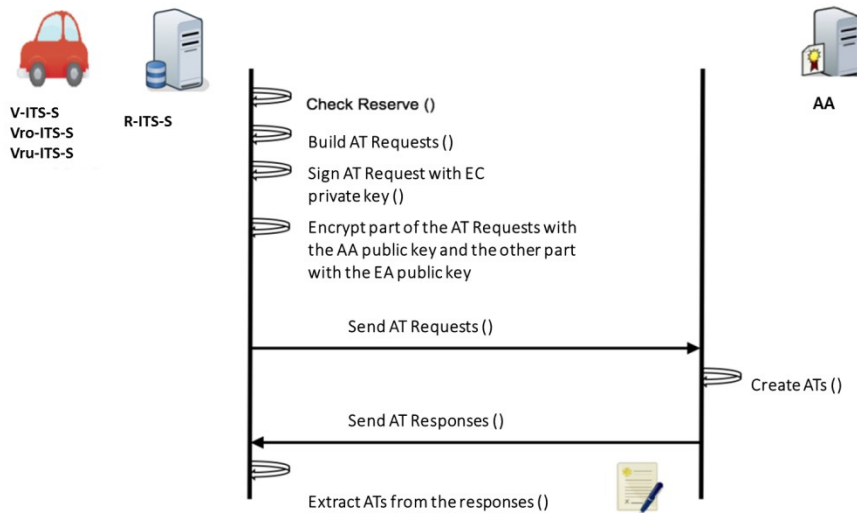 V-ITS-S
Vro-ITS-S
Vru-ITS-S
R-ITS-S
AA
Check Reserve ()
Build AT Requests ()
Sign AT Request with EC
private key ()
Encrypt part of the AT Requests with
the AA public key and the other part
with the EA public key
Send AT Requests ()
Create ATs ()
Send AT Responses ()
Extract ATs from the responses ()